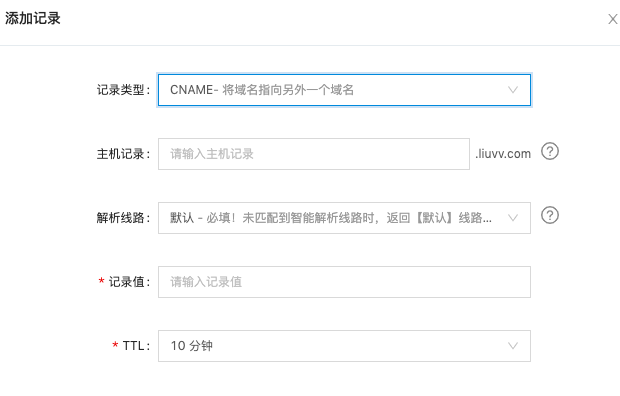 添加记录
记录类型： CNAME- 将域名指向另外一个域名
主机记录： 请输入主机记录 .liuvv.com
解析线路： 默认 - 必填！未匹配到智能解析线路时，返回【默认】线路...
* 记录值： 请输入记录值
* TTL： 10 分钟